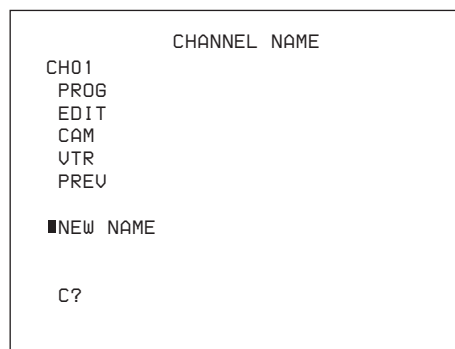 CHANNEL NAME
CH01
PROG
EDIT
CAM
VTR
PREV
NEW NAME
C?